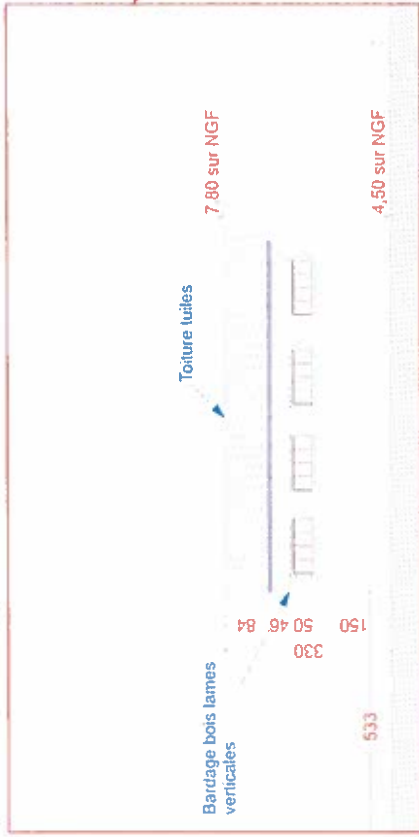 7,80 sur NGF
Toiture tuiles
Bardage bois lames
verticales
84
46
50
150
330
533
4,50 sur NGF